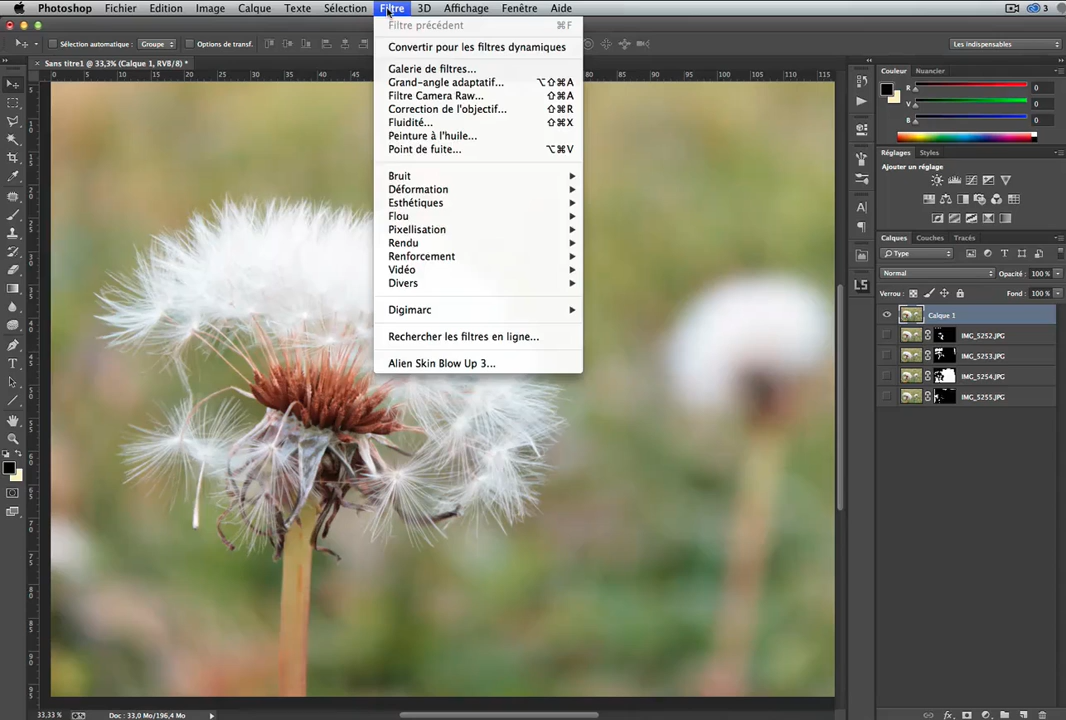 Photoshop Fichier Edition Image Calque Texte Sélection Filtre 3D Affichage Fenêtre Aide 3
Sélection automatique : Groupe Options de transf. Les indispensables
× Sans titre1 @ 33,3% (Calque 1, RVB/8) *
Filtre précédent ⌘F
Convertir pour les filtres dynamiques
Galerie de filtres...
Grand-angle adaptatif... ⌥⇧⌘A
Filtre Camera Raw... ⇧⌘A
Correction de l'objectif... ⇧⌘R
Fluidité... ⇧⌘X
Peinture à l'huile...
Point de fuite... ⌥⌘V
Bruit
Déformation
Esthétiques
Flou
Pixellisation
Rendu
Renforcement
Vidéo
Divers
Digimarc
Rechercher les filtres en ligne...
Alien Skin Blow Up 3...
Couleur Nuancier
R 0
V 0
B 0
Réglages Styles
Ajouter un réglage
Calques Couches Tracés
Type
Normal Opacité : 100 %
Verrou : Fond : 100 %
Calque 1
IMG_5252.JPG
IMG_5253.JPG
IMG_5254.JPG
IMG_5255.JPG
33,33 % Doc : 33,0 Mo/196,4 Mo